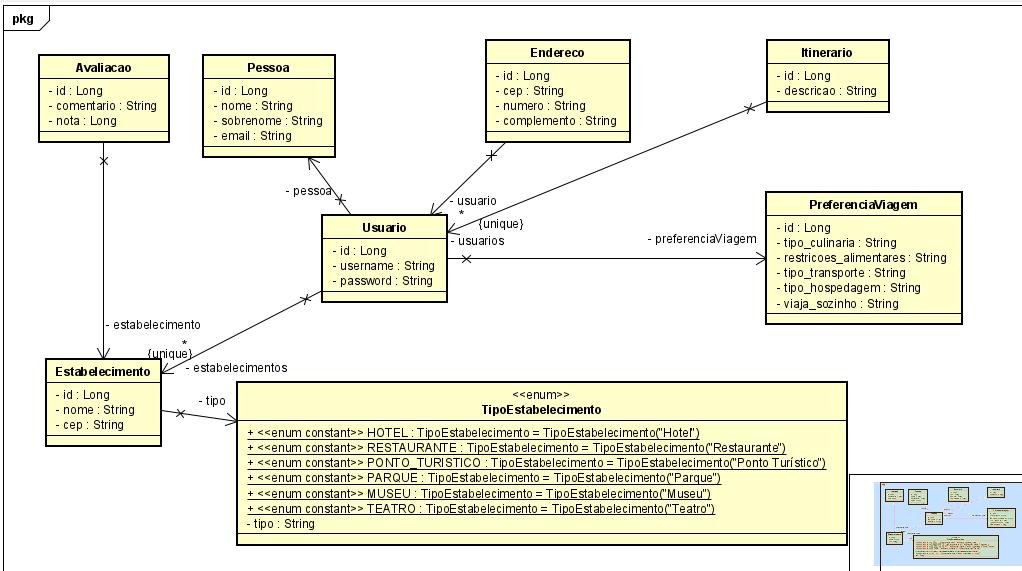 pkg
Avaliacao
- id : Long
- comentario : String
- nota : Long
Pessoa
- id : Long
- nome : String
- sobrenome : String
- email : String
Endereco
- id : Long
- cep : String
- numero : String
- complemento : String
Itinerario
- id : Long
- descricao : String
- pessoa
- usuario
*
{unique}
- usuarios
Usuario
- id : Long
- username : String
- password : String
- preferenciaViagem
PreferenciaViagem
- id : Long
- tipo_culinaria : String
- restricoes_alimentares : String
- tipo_transporte : String
- tipo_hospedagem : String
- viaja_sozinho : String
- estabelecimento
*
{unique}
- estabelecimentos
Estabelecimento
- id : Long
- nome : String
- cep : String
- tipo
<<enum>>
TipoEstabelecimento
+ <<enum constant>> HOTEL : TipoEstabelecimento = TipoEstabelecimento("Hotel")
+ <<enum constant>> RESTAURANTE : TipoEstabelecimento = TipoEstabelecimento("Restaurante")
+ <<enum constant>> PONTO_TURISTICO : TipoEstabelecimento = TipoEstabelecimento("Ponto Turístico")
+ <<enum constant>> PARQUE : TipoEstabelecimento = TipoEstabelecimento("Parque")
+ <<enum constant>> MUSEU : TipoEstabelecimento = TipoEstabelecimento("Museu")
+ <<enum constant>> TEATRO : TipoEstabelecimento = TipoEstabelecimento("Teatro")
- tipo : String